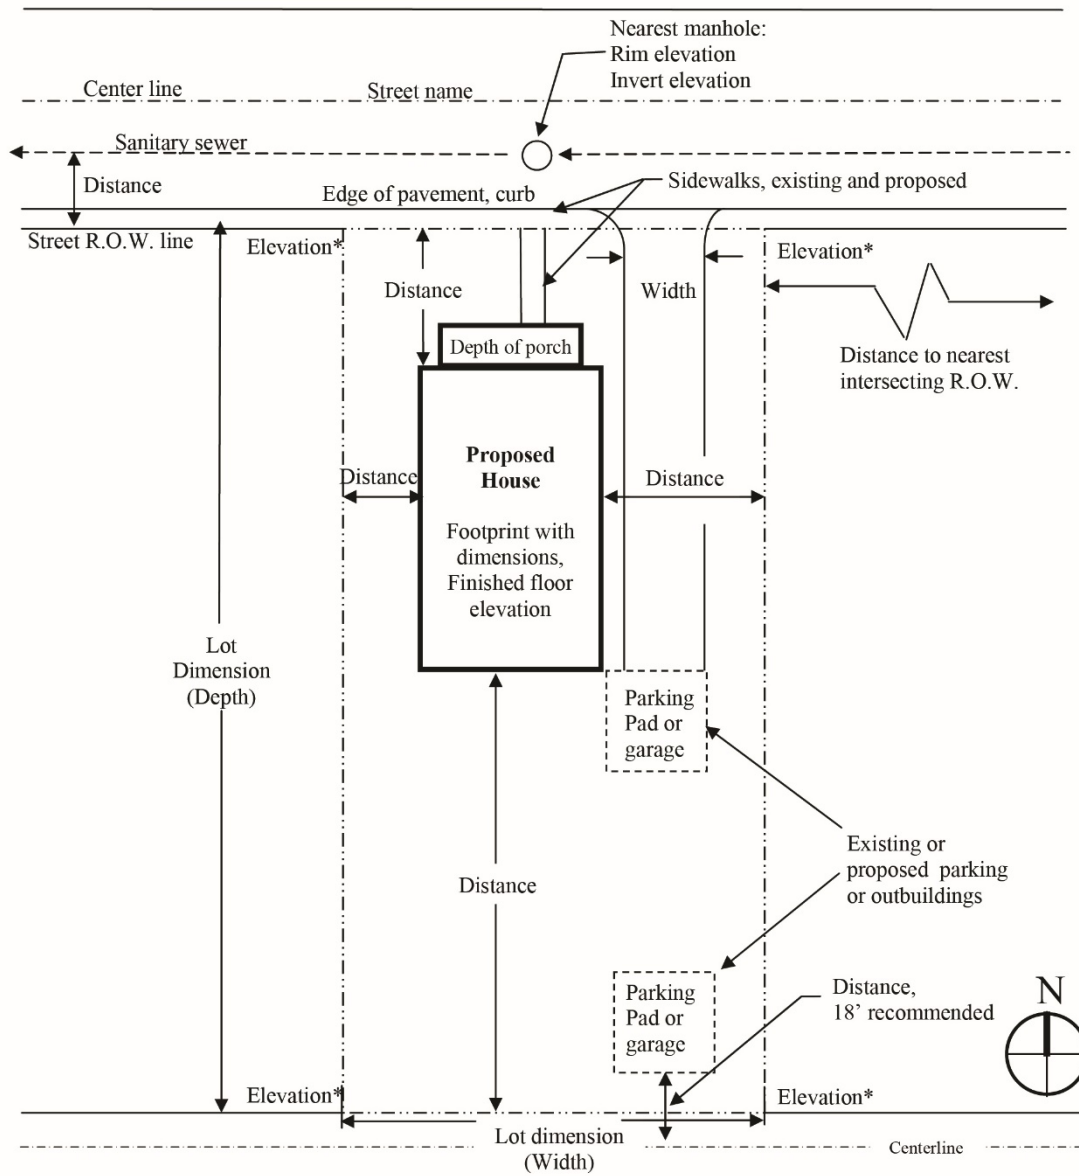 Nearest manhole:
Rim elevation
Invert elevation
Center line
Street name
Sanitary sewer
Distance
Sidewalks, existing and proposed
Edge of pavement, curb
Street R.O.W. line
Elevation*
Elevation*
Distance
Width
Depth of porch
Distance to nearest
intersecting R.O.W.
Proposed
House
Distance
Distance
Footprint with
dimensions,
Finished floor
elevation
Lot
Dimension
(Depth)
Parking
Pad or
garage
Existing or
proposed parking
or outbuildings
Distance
Parking
Pad or
garage
Distance,
18' recommended
N
Elevation*
Elevation*
Lot dimension
(Width)
Centerline